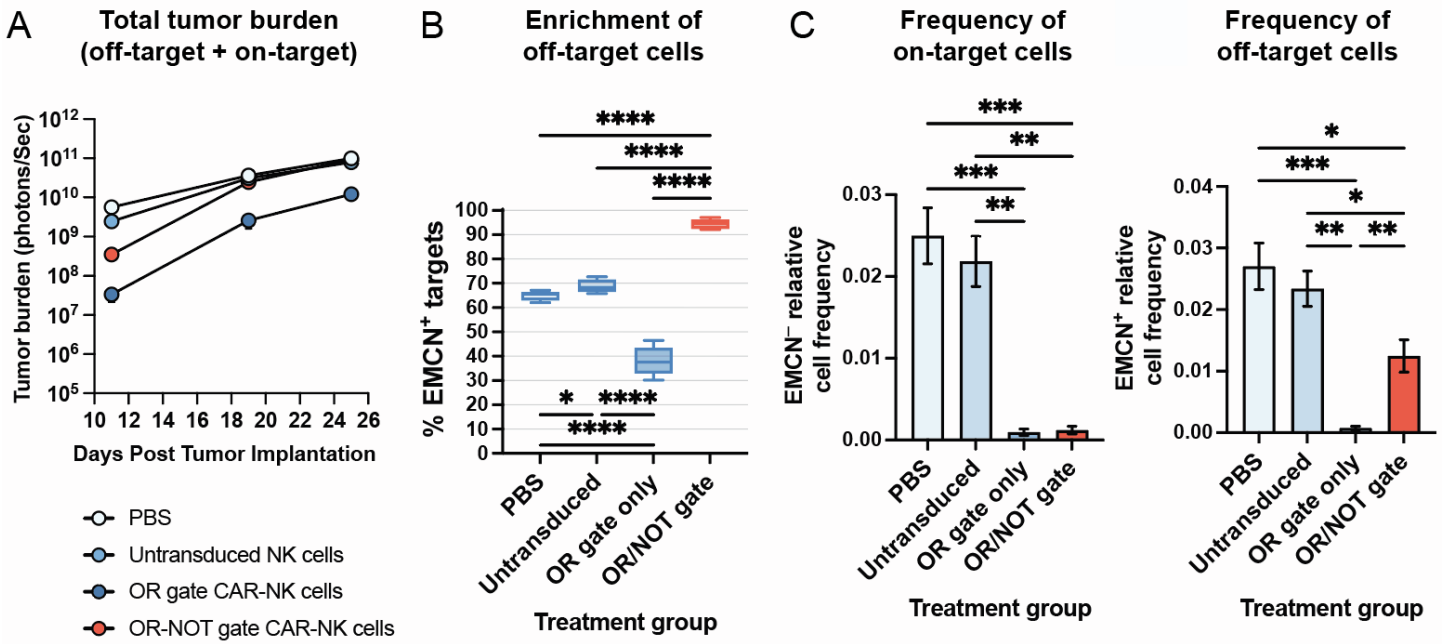 A
Total tumor burden
(off-target + on-target)
Tumor burden (photons/Sec)
10¹²
10¹¹
10¹⁰
10⁹
10⁸
10⁷
10⁶
10⁵
10 12 14 16 18 20 22 24 26
Days Post Tumor Implantation
PBS
Untransduced NK cells
OR gate CAR-NK cells
OR-NOT gate CAR-NK cells
B
Enrichment of
off-target cells
% EMCN⁺ targets
****
****
****
100
90
80
70
60
50
40
30
20
10
0
* ****
****
PBS
Untransduced
OR gate only
OR/NOT gate
Treatment group
C
Frequency of
on-target cells
EMCN⁻ relative
cell frequency
***
**
***
**
0.03
0.02
0.01
0.00
PBS
Untransduced
OR gate only
OR/NOT gate
Treatment group
Frequency of
off-target cells
EMCN⁺ relative
cell frequency
*
***
*
** **
0.04
0.03
0.02
0.01
0.00
PBS
Untransduced
OR gate only
OR/NOT gate
Treatment group